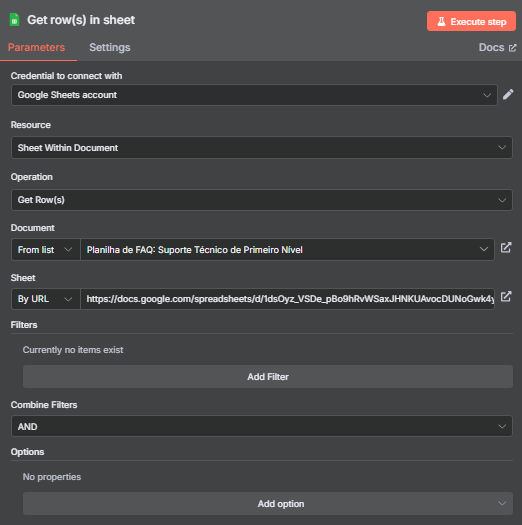 Get row(s) in sheet
Execute step
Parameters
Settings
Docs
Credential to connect with
Google Sheets account
Resource
Sheet Within Document
Operation
Get Row(s)
Document
From list
Planilha de FAQ: Suporte Técnico de Primeiro Nível
Sheet
By URL
https://docs.google.com/spreadsheets/d/1dsOyz_VSDe_pBo9hRvWSaxJHNKUAvocDUNoGwk4y
Filters
Currently no items exist
Add Filter
Combine Filters
AND
Options
No properties
Add option